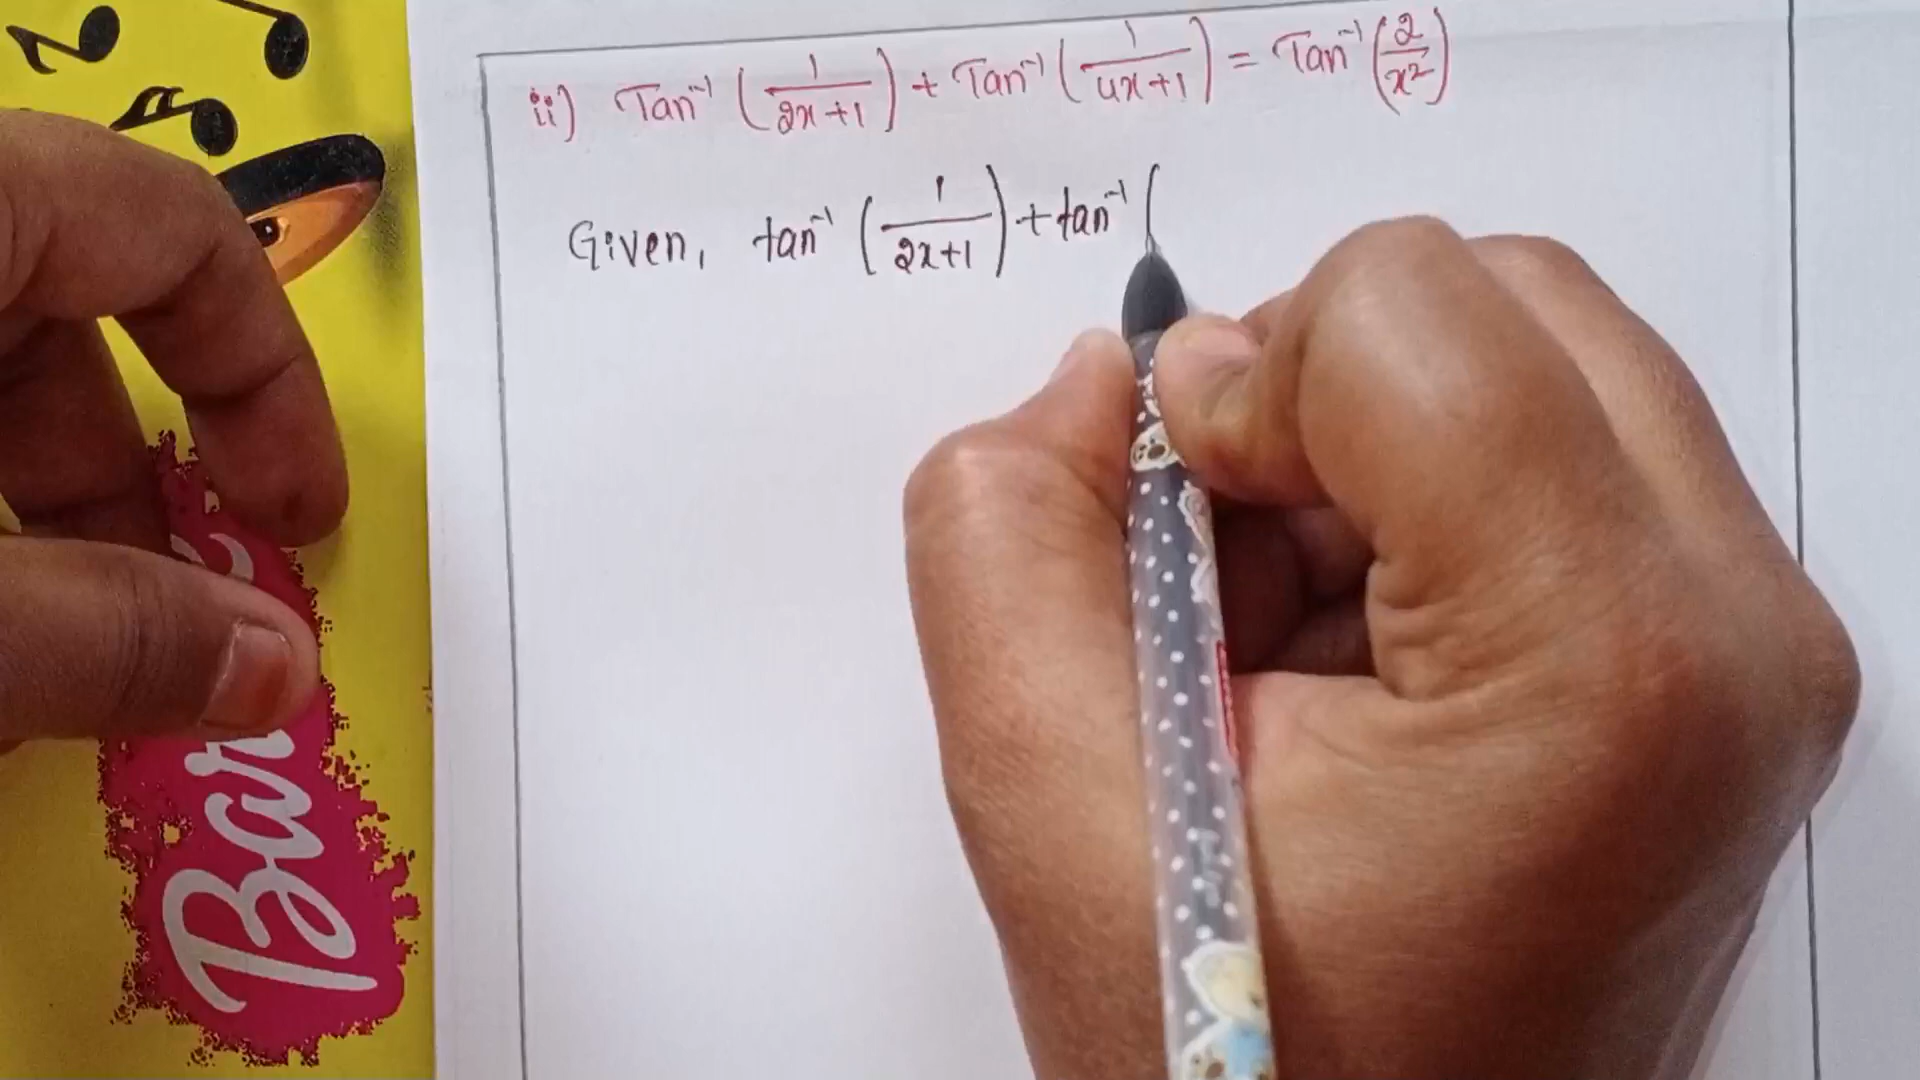 ii) Tan⁻¹ (1/2x+1) + Tan⁻¹ (1/4x+1) = Tan⁻¹ (2/x²)
Given, tan⁻¹ (1/2x+1) + tan⁻¹ (
Bar